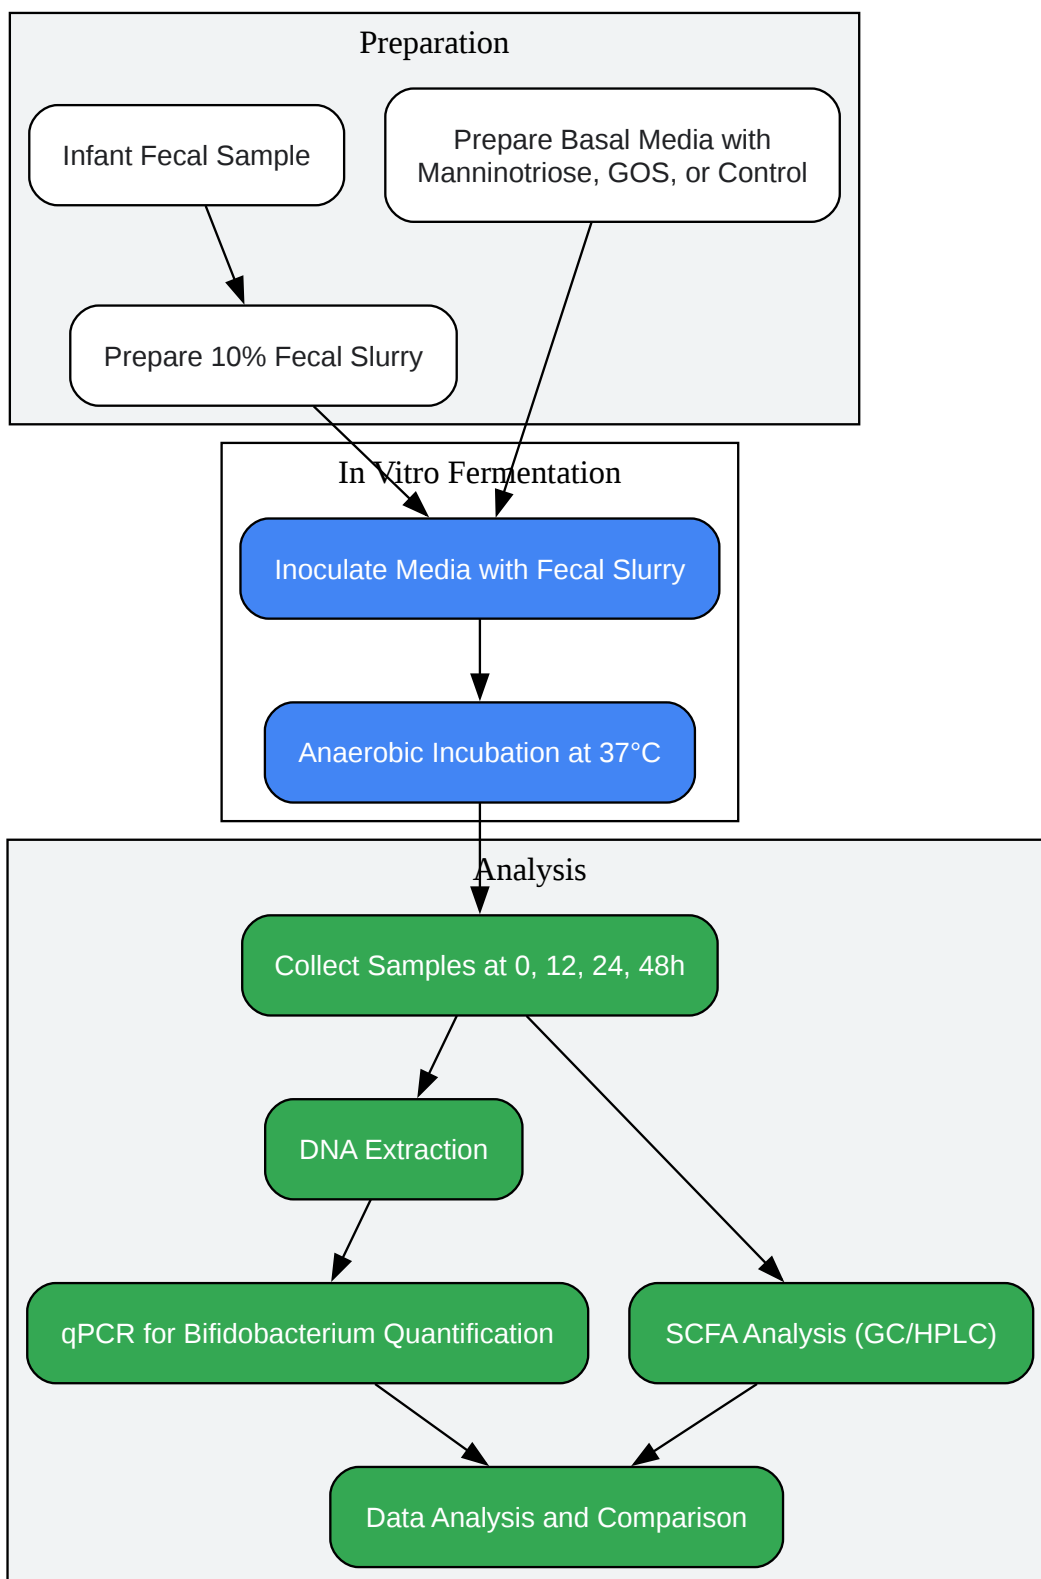 Preparation
Infant Fecal Sample
Prepare Basal Media with
Manninotriose, GOS, or Control
Prepare 10% Fecal Slurry
In Vitro Fermentation
Inoculate Media with Fecal Slurry
Anaerobic Incubation at 37°C
Analysis
Collect Samples at 0, 12, 24, 48h
DNA Extraction
qPCR for Bifidobacterium Quantification
SCFA Analysis (GC/HPLC)
Data Analysis and Comparison